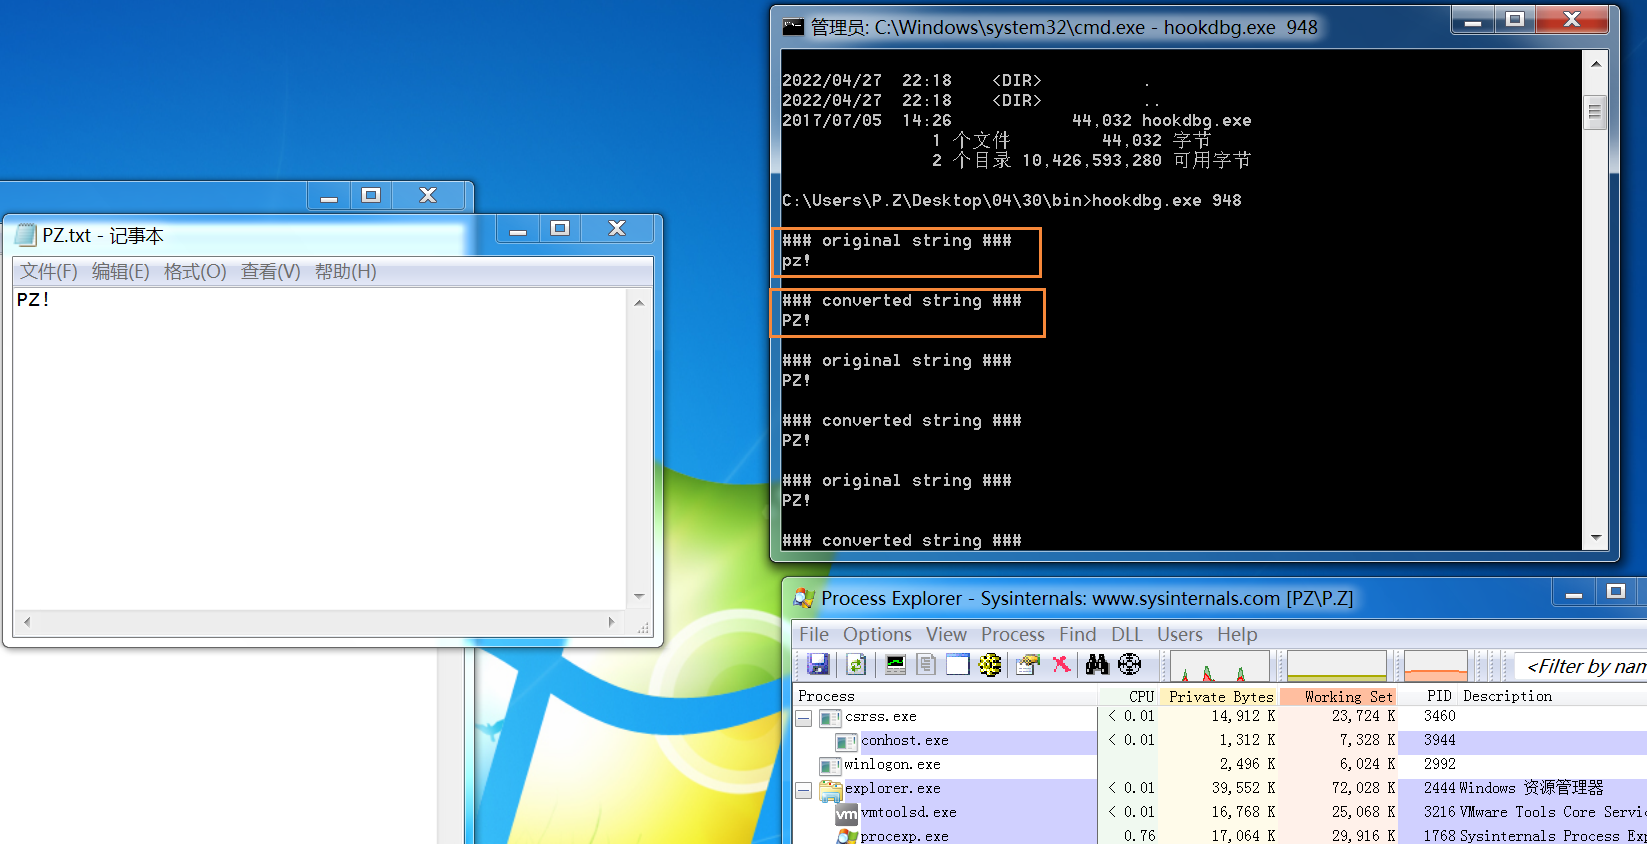 管理员: C:\Windows\system32\cmd.exe - hookdbg.exe  948
2022/04/27  22:18    <DIR>          .
2022/04/27  22:18    <DIR>          ..
2017/07/05  14:26            44,032 hookdbg.exe
1 个文件         44,032 字节
2 个目录 10,426,593,280 可用字节
C:\Users\P.Z\Desktop\04\30\bin>hookdbg.exe 948
### original string ###
pz!
### converted string ###
PZ!
### original string ###
PZ!
### converted string ###
PZ!
### original string ###
PZ!
### converted string ###
PZ.txt - 记事本
文件(F) 编辑(E) 格式(O) 查看(V) 帮助(H)
PZ!
Process Explorer - Sysinternals: www.sysinternals.com [PZ\P.Z]
File Options View Process Find DLL Users Help
<Filter by nam
Process CPU Private Bytes Working Set PID Description
csrss.exe < 0.01 14,912 K 23,724 K 3460
conhost.exe < 0.01 1,312 K 7,328 K 3944
winlogon.exe 2,496 K 6,024 K 2992
explorer.exe < 0.01 39,552 K 72,028 K 2444 Windows 资源管理器
vm vmtoolsd.exe < 0.01 16,768 K 25,068 K 3216 VMware Tools Core Servi
procexp.exe 0.76 17,064 K 29,916 K 1768 Sysinternals Process Exp